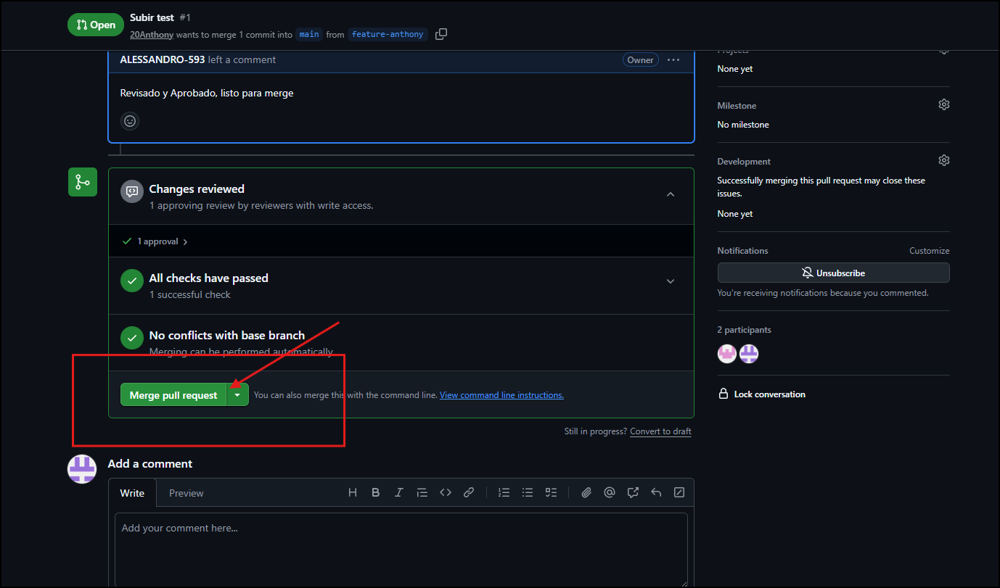 Open
Subir test #1
20Anthony wants to merge 1 commit into main from feature-anthony
ALESSANDRO-593 left a comment
Owner
Revisado y Aprobado, listo para merge
Changes reviewed
1 approving review by reviewers with write access.
1 approval
All checks have passed
1 successful check
No conflicts with base branch
Merging can be performed automatically.
Merge pull request
You can also merge this with the command line. View command line instructions.
Still in progress? Convert to draft
Add a comment
Write
Preview
Add your comment here...
Projects
None yet
Milestone
No milestone
Development
Successfully merging this pull request may close these
issues.
None yet
Notifications
Customize
Unsubscribe
You're receiving notifications because you commented.
2 participants
Lock conversation